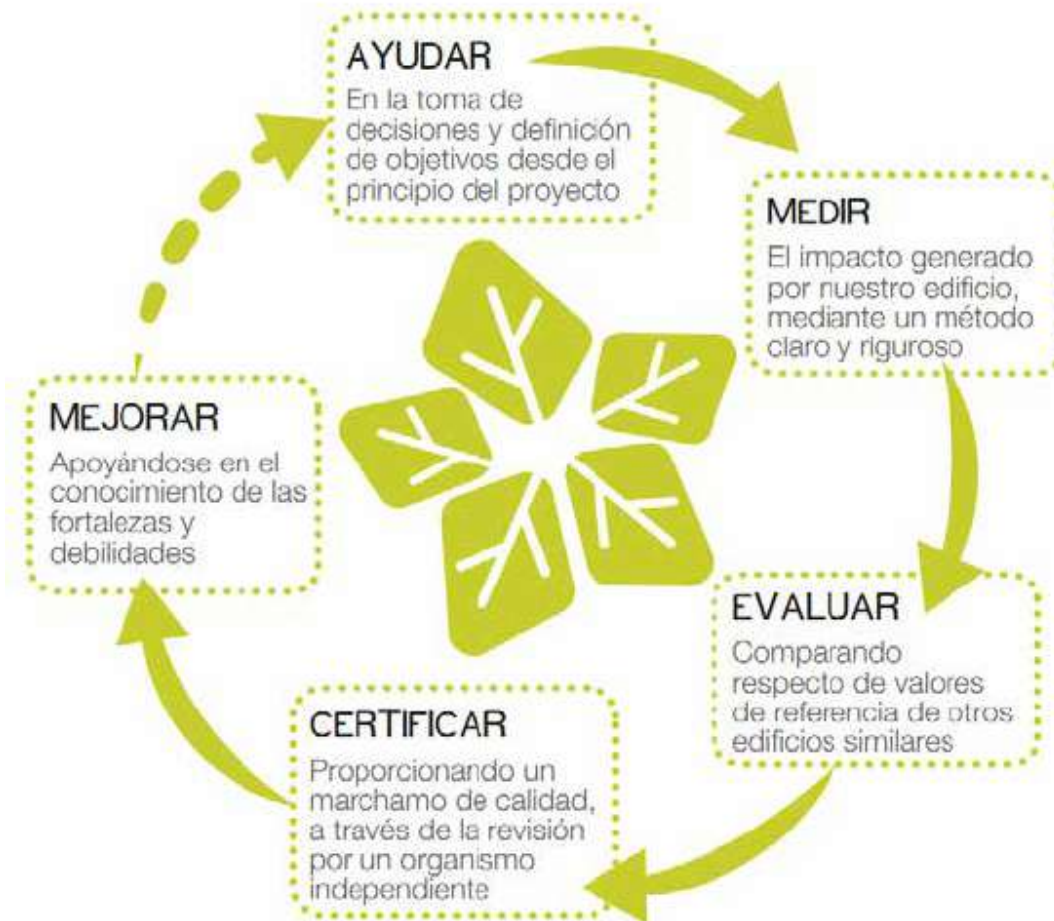 AYUDAR
En la toma de
decisiones y definición
de objetivos desde el
principio del proyecto
MEDIR
El impacto generado
por nuestro edificio,
mediante un método
claro y riguroso
EVALUAR
Comparando
respecto de valores
de referencia de otros
edificios similares
CERTIFICAR
Proporcionando un
marchamo de calidad,
a través de la revisión
por un organismo
independiente
MEJORAR
Apoyándose en el
conocimiento de las
fortalezas y
debilidades